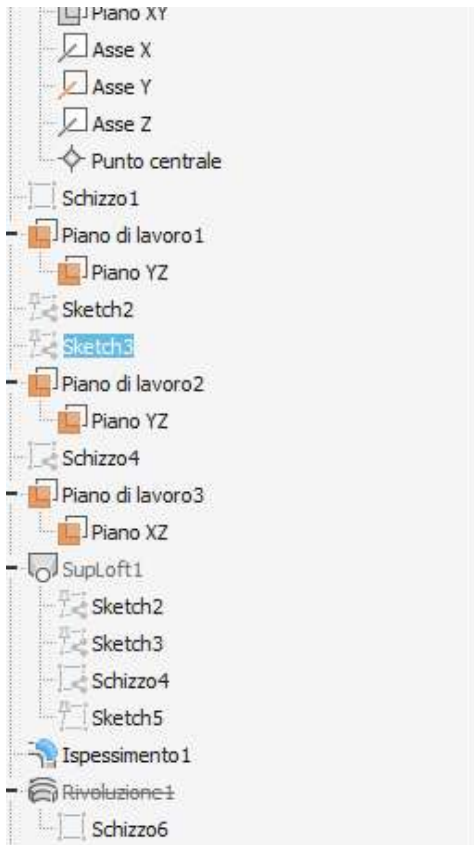 Piano XY
Asse X
Asse Y
Asse Z
Punto centrale
Schizzo1
Piano di lavoro1
Piano YZ
Sketch2
Sketch3
Piano di lavoro2
Piano YZ
Schizzo4
Piano di lavoro3
Piano XZ
SupLoft1
Sketch2
Sketch3
Schizzo4
Sketch5
Ispessimento1
Rivoluzione1
Schizzo6